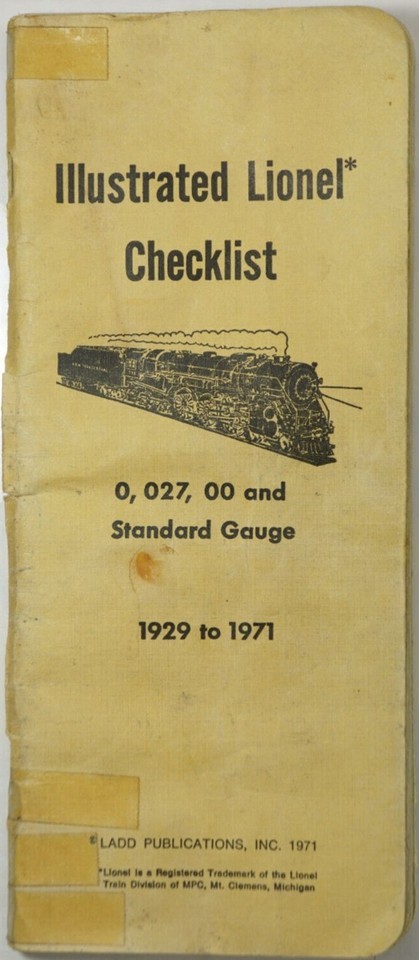 Illustrated Lionel*
Checklist
0, 027, 00 and
Standard Gauge
1929 to 1971
© LADD PUBLICATIONS, INC. 1971
*Lionel is a Registered Trademark of the Lionel
Train Division of MPC, Mt. Clemens, Michigan